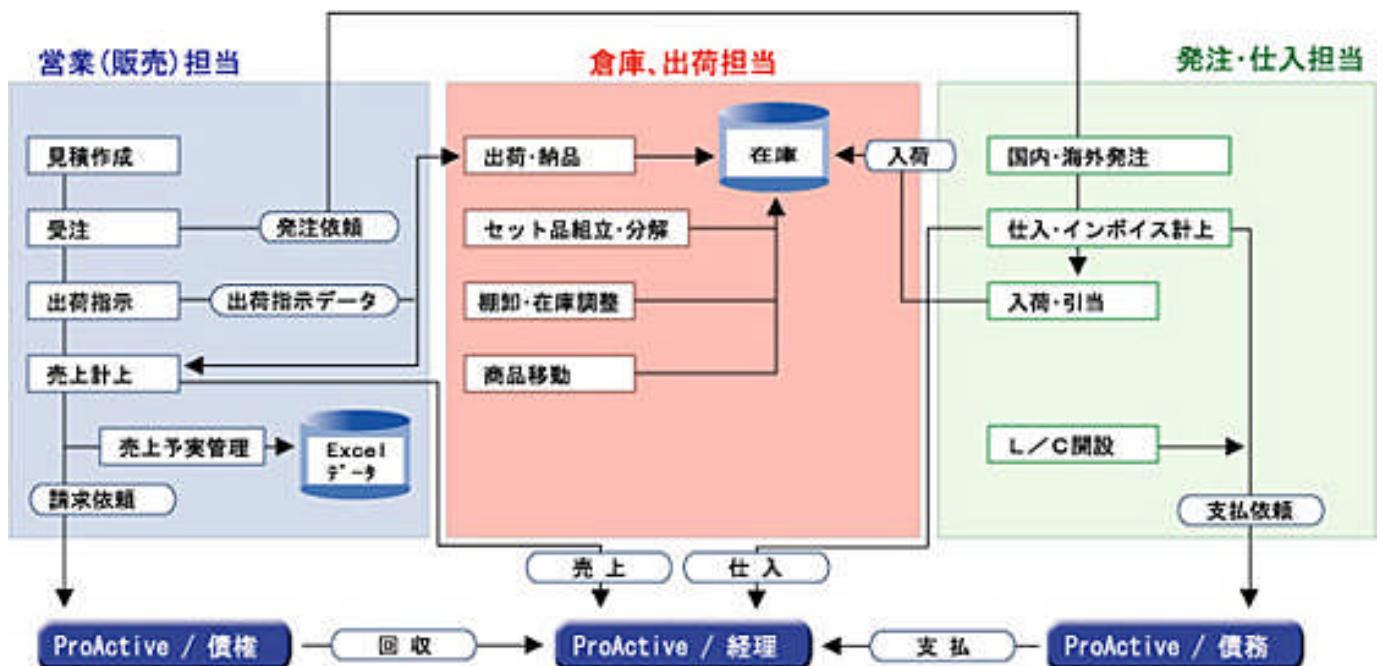 営業(販売)担当
倉庫、出荷担当
発注・仕入担当
見積作成
受注
発注依頼
出荷指示
出荷指示データ
売上計上
売上予実管理
Excel
データ
請求依頼
出荷・納品
在庫
入荷
セット品組立・分解
棚卸・在庫調整
商品移動
国内・海外発注
仕入・インボイス計上
入荷・引当
L/C開設
支払依頼
売上
仕入
ProActive / 債権
回収
ProActive / 経理
支払
ProActive / 債務